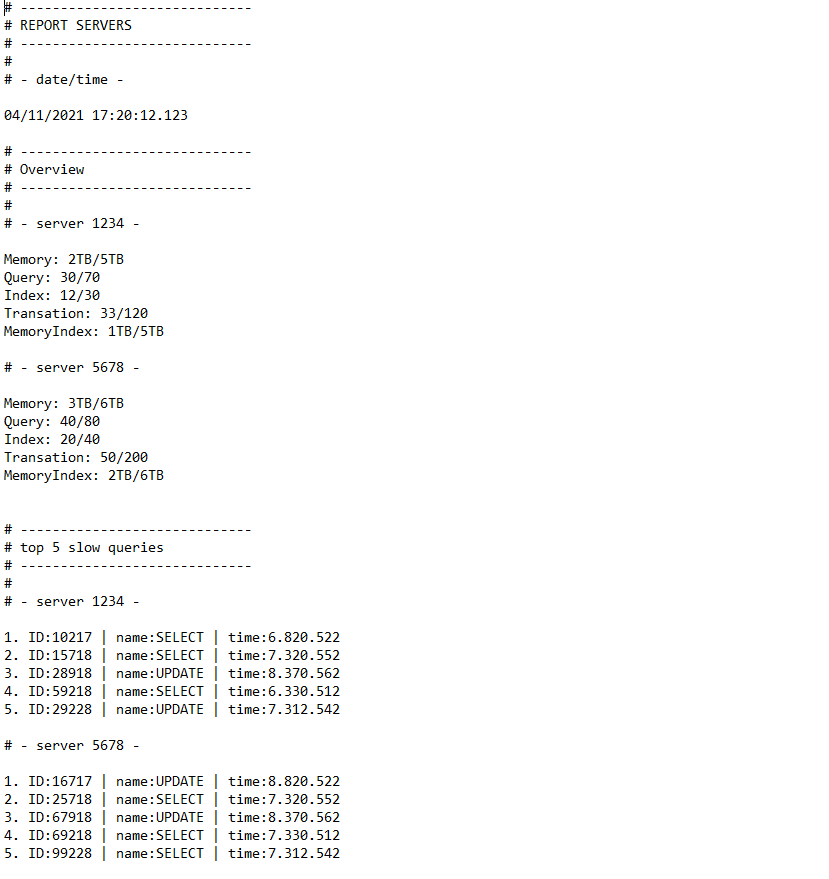 # -----------------------------
# REPORT SERVERS
# -----------------------------
#
# - date/time -
04/11/2021 17:20:12.123
# -----------------------------
# Overview
# -----------------------------
#
# - server 1234 -
Memory: 2TB/5TB
Query: 30/70
Index: 12/30
Transation: 33/120
MemoryIndex: 1TB/5TB
# - server 5678 -
Memory: 3TB/6TB
Query: 40/80
Index: 20/40
Transation: 50/200
MemoryIndex: 2TB/6TB
# -----------------------------
# top 5 slow queries
# -----------------------------
#
# - server 1234 -
1. ID:10217 | name:SELECT | time:6.820.522
2. ID:15718 | name:SELECT | time:7.320.552
3. ID:28918 | name:UPDATE | time:8.370.562
4. ID:59218 | name:SELECT | time:6.330.512
5. ID:29228 | name:UPDATE | time:7.312.542
# - server 5678 -
1. ID:16717 | name:UPDATE | time:8.820.522
2. ID:25718 | name:SELECT | time:7.320.552
3. ID:67918 | name:UPDATE | time:8.370.562
4. ID:69218 | name:SELECT | time:7.330.512
5. ID:99228 | name:SELECT | time:7.312.542